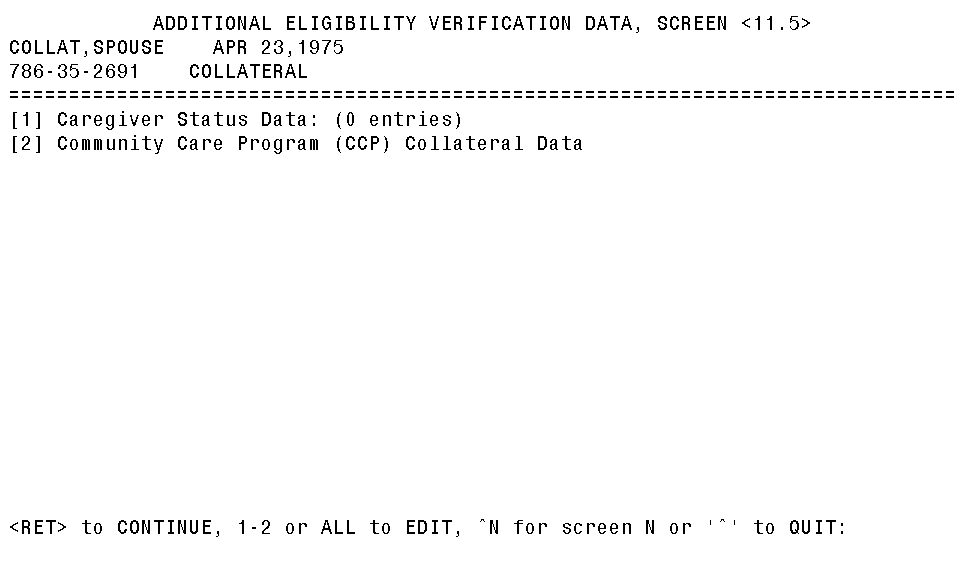 ADDITIONAL ELIGIBILITY VERIFICATION DATA, SCREEN <11.5>
COLLAT,SPOUSE    APR 23,1975
786-35-2691    COLLATERAL
===============================================================================
[1] Caregiver Status Data: (0 entries)
[2] Community Care Program (CCP) Collateral Data
<RET> to CONTINUE, 1-2 or ALL to EDIT, ^N for screen N or '^' to QUIT: